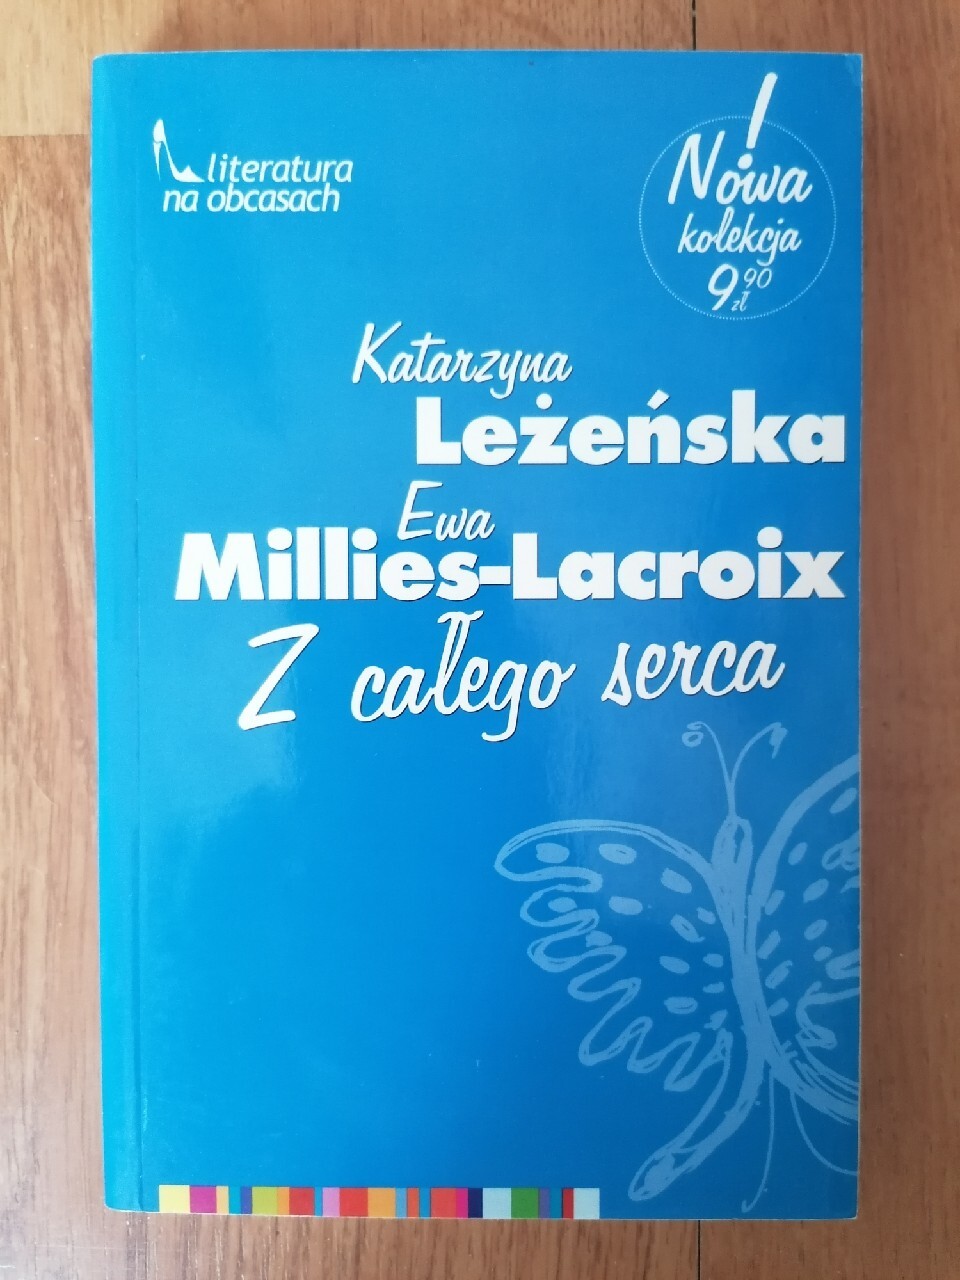 literatura
na obcasach
!
Nowa
kolekcja
9 90 zł
Katarzyna
Leżeńska
Ewa
Millies-Lacroix
Z całego serca